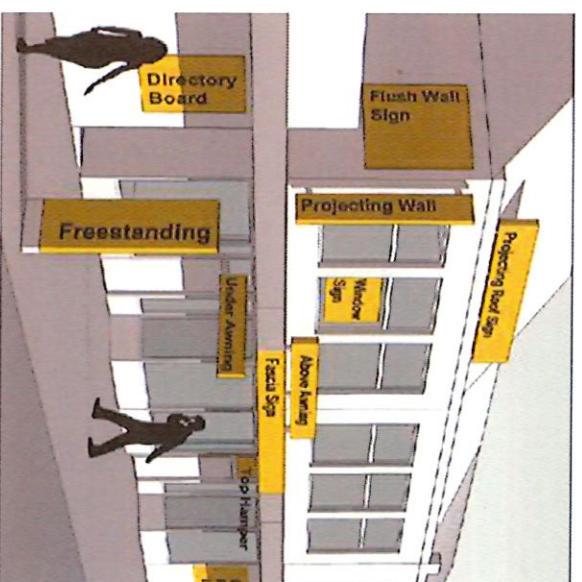 Projecting Roof Sign
Flush Wall
Sign
Projecting Wall
Window
Sign
Above Awning
Fascia Sign
Directory
Board
Freestanding
Under Awning
Top Hamper